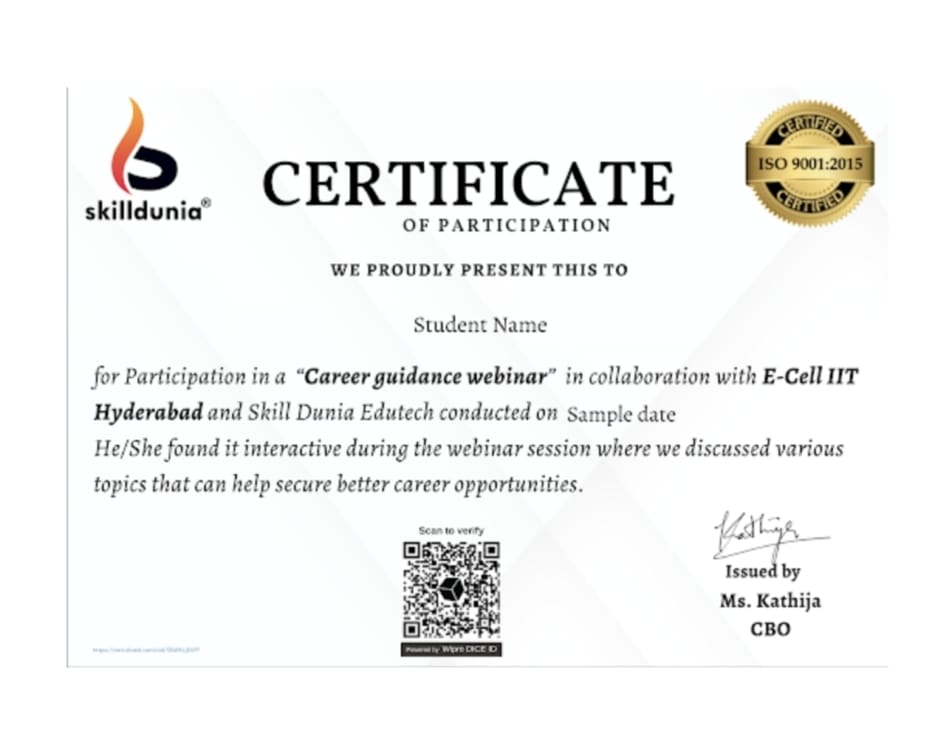 skilldunia®
CERTIFIED
ISO 9001:2015
CERTIFIED
CERTIFICATE
OF PARTICIPATION
WE PROUDLY PRESENT THIS TO
Student Name
for Participation in a “Career guidance webinar” in collaboration with E-Cell IIT
Hyderabad and Skill Dunia Edutech conducted on Sample date
He/She found it interactive during the webinar session where we discussed various
topics that can help secure better career opportunities.
Scan to verify
Powered by Wipro DICE ID
Kathija
Issued by
Ms. Kathija
CBO